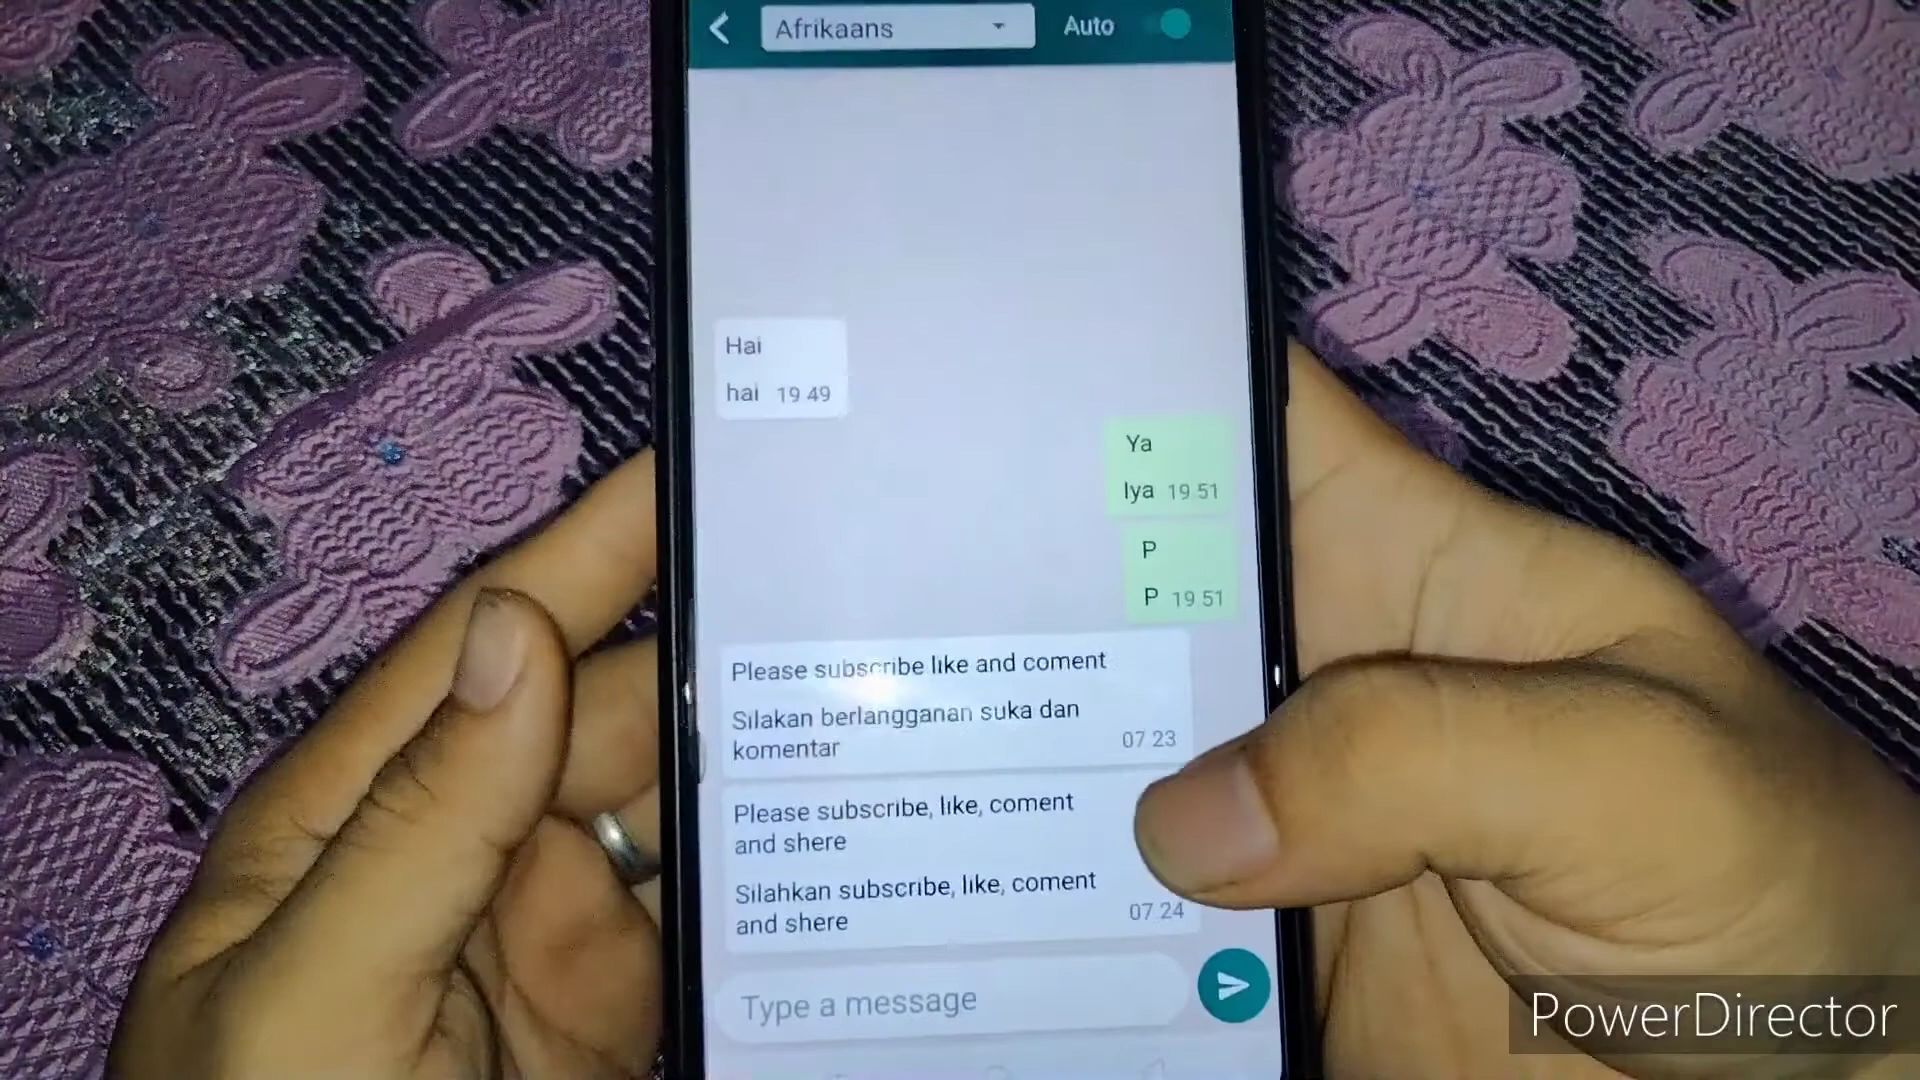 Afrikaans
Auto
Hai
hai 19 49
Ya
Iya 19 51
P
P 19 51
Please subscribe like and coment
Silakan berlangganan suka dan
komentar 07 23
Please subscribe, like, coment
and shere
Silahkan subscribe, like, coment
and shere 07 24
Type a message
PowerDirector